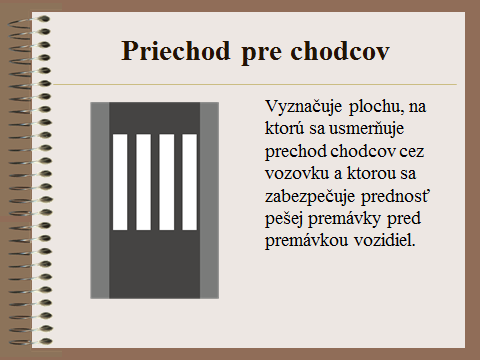 Priechod pre chodcov
Vyznačuje plochu, na
ktorú sa usmerňuje
prechod chodcov cez
vozovku a ktorou sa
zabezpečuje prednosť
pešej premávky pred
premávkou vozidiel.